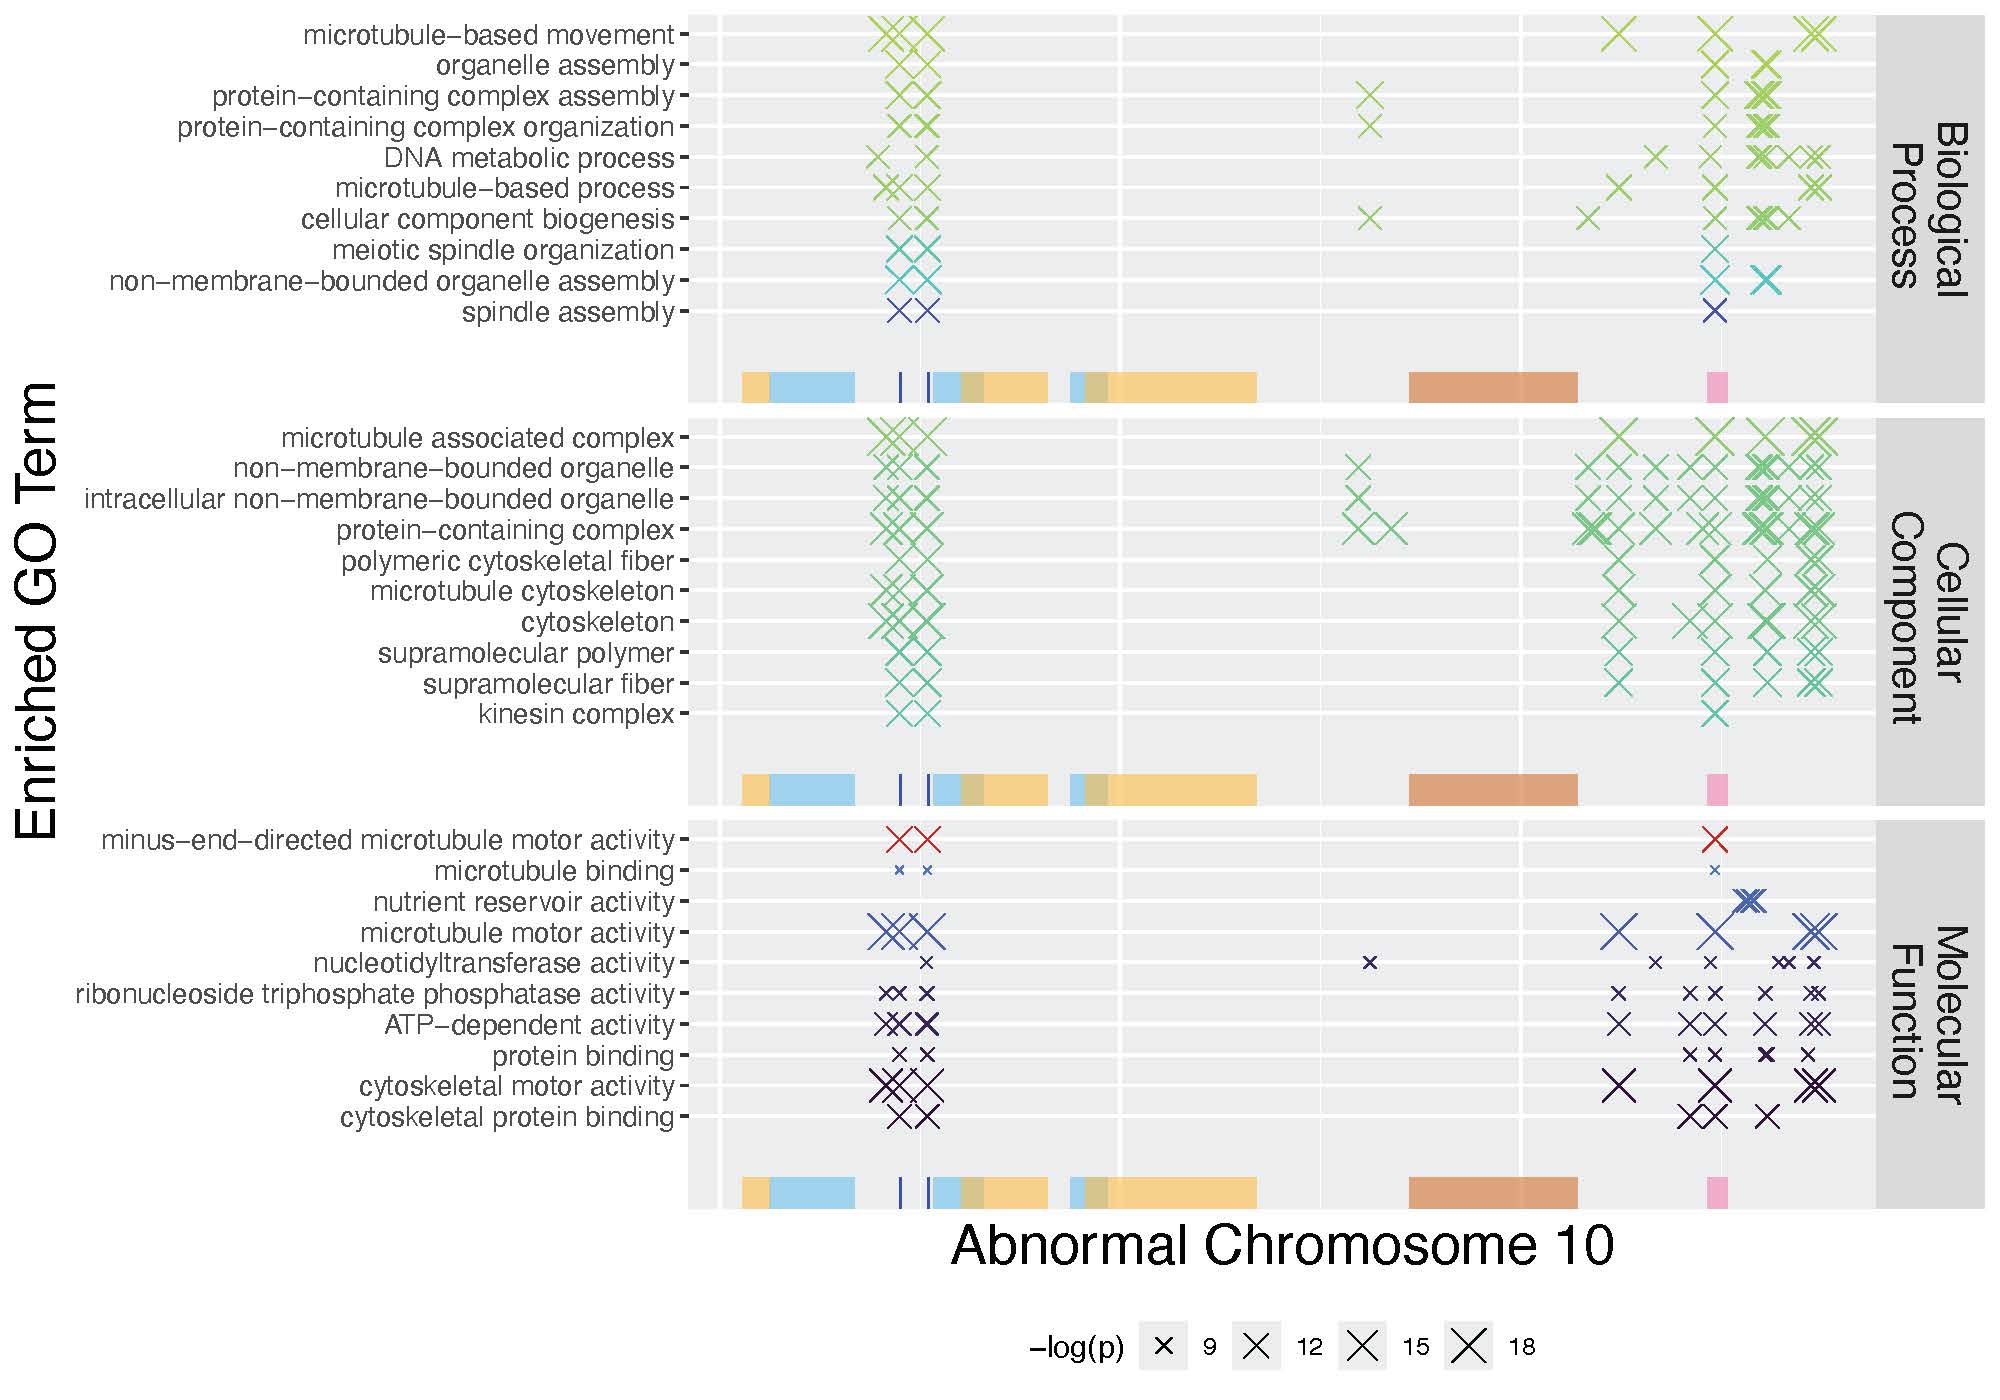 Enriched GO Term
microtubule−based movement
organelle assembly
protein−containing complex assembly
protein−containing complex organization
DNA metabolic process
microtubule−based process
cellular component biogenesis
meiotic spindle organization
non−membrane−bounded organelle assembly
spindle assembly
Biological
Process
microtubule associated complex
non−membrane−bounded organelle
intracellular non−membrane−bounded organelle
protein−containing complex
polymeric cytoskeletal fiber
microtubule cytoskeleton
cytoskeleton
supramolecular polymer
supramolecular fiber
kinesin complex
Cellular
Component
minus−end−directed microtubule motor activity
microtubule binding
nutrient reservoir activity
microtubule motor activity
nucleotidyltransferase activity
ribonucleoside triphosphate phosphatase activity
ATP−dependent activity
protein binding
cytoskeletal motor activity
cytoskeletal protein binding
Molecular
Function
Abnormal Chromosome 10
−log(p) 9 12 15 18